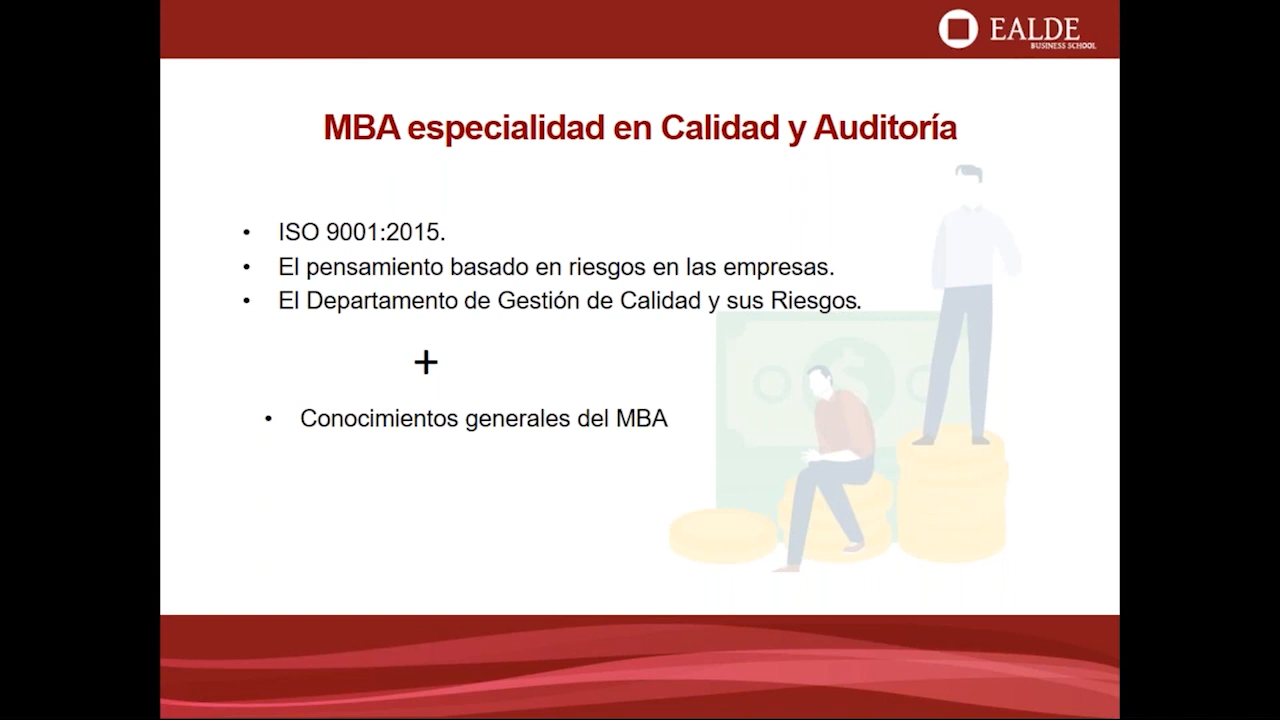 EALDE
BUSINESS SCHOOL
MBA especialidad en Calidad y Auditoría
• ISO 9001:2015.
• El pensamiento basado en riesgos en las empresas.
• El Departamento de Gestión de Calidad y sus Riesgos.
+
• Conocimientos generales del MBA